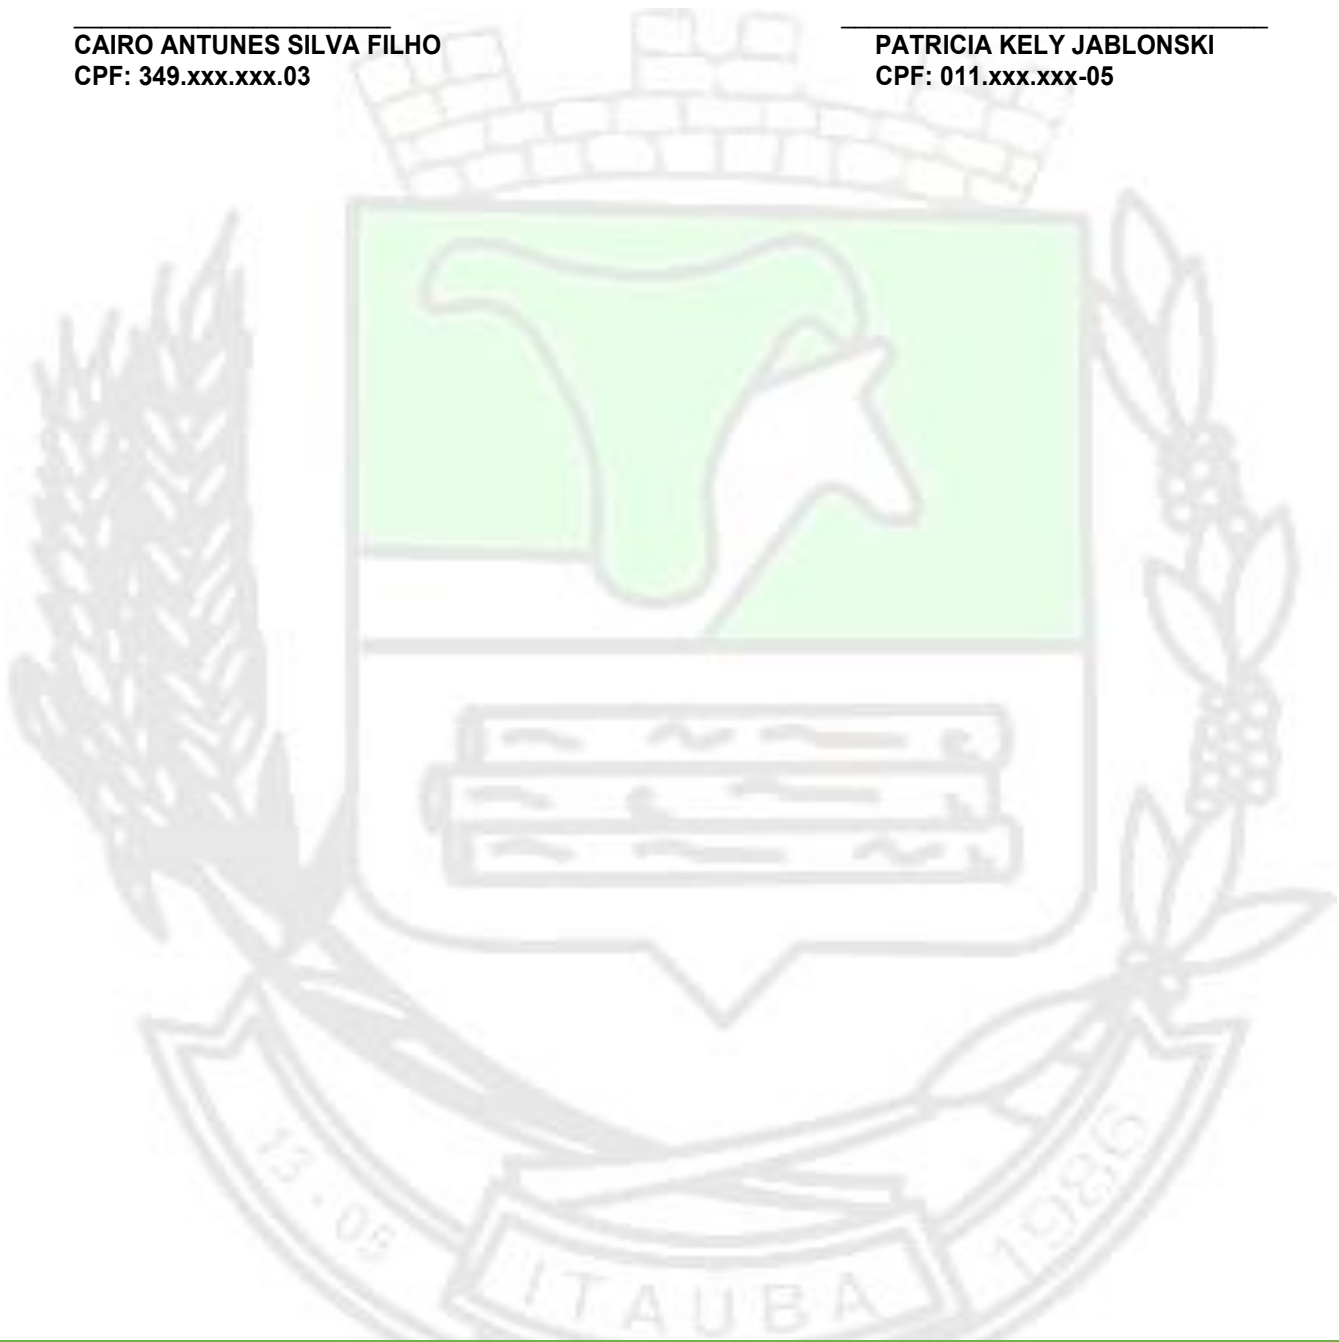 CAIRO ANTUNES SILVA FILHO
CPF: 349.xxx.xxx.03
PATRICIA KELY JABLONSKI
CPF: 011.xxx.xxx-05
13.05
ITAUBA
1986